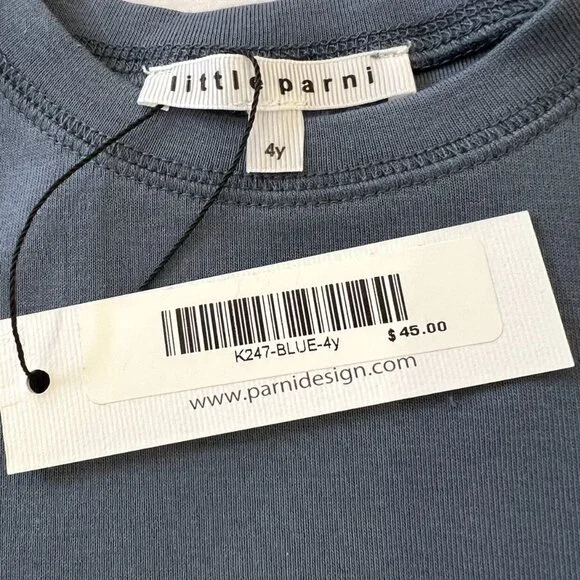 little parni
4y
K247-BLUE-4y $45.00
www.parnidesign.com